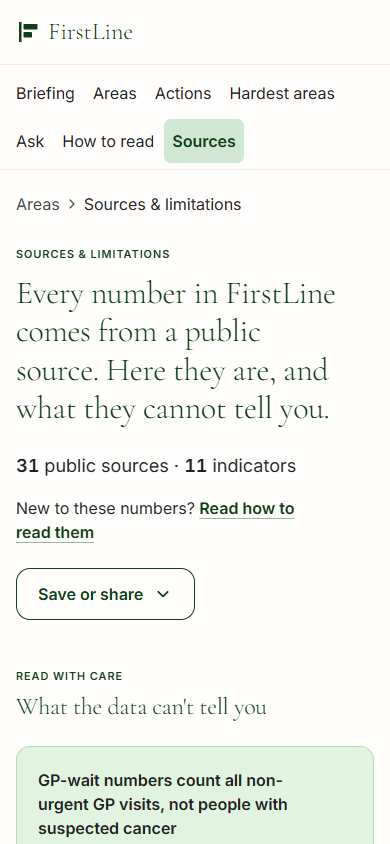 FirstLine
Briefing Areas Actions Hardest areas
Ask How to read Sources
Areas > Sources & limitations
SOURCES & LIMITATIONS
Every number in FirstLine
comes from a public
source. Here they are, and
what they cannot tell you.
31 public sources · 11 indicators
New to these numbers? Read how to
read them
Save or share
READ WITH CARE
What the data can't tell you
GP-wait numbers count all non-
urgent GP visits, not people with
suspected cancer